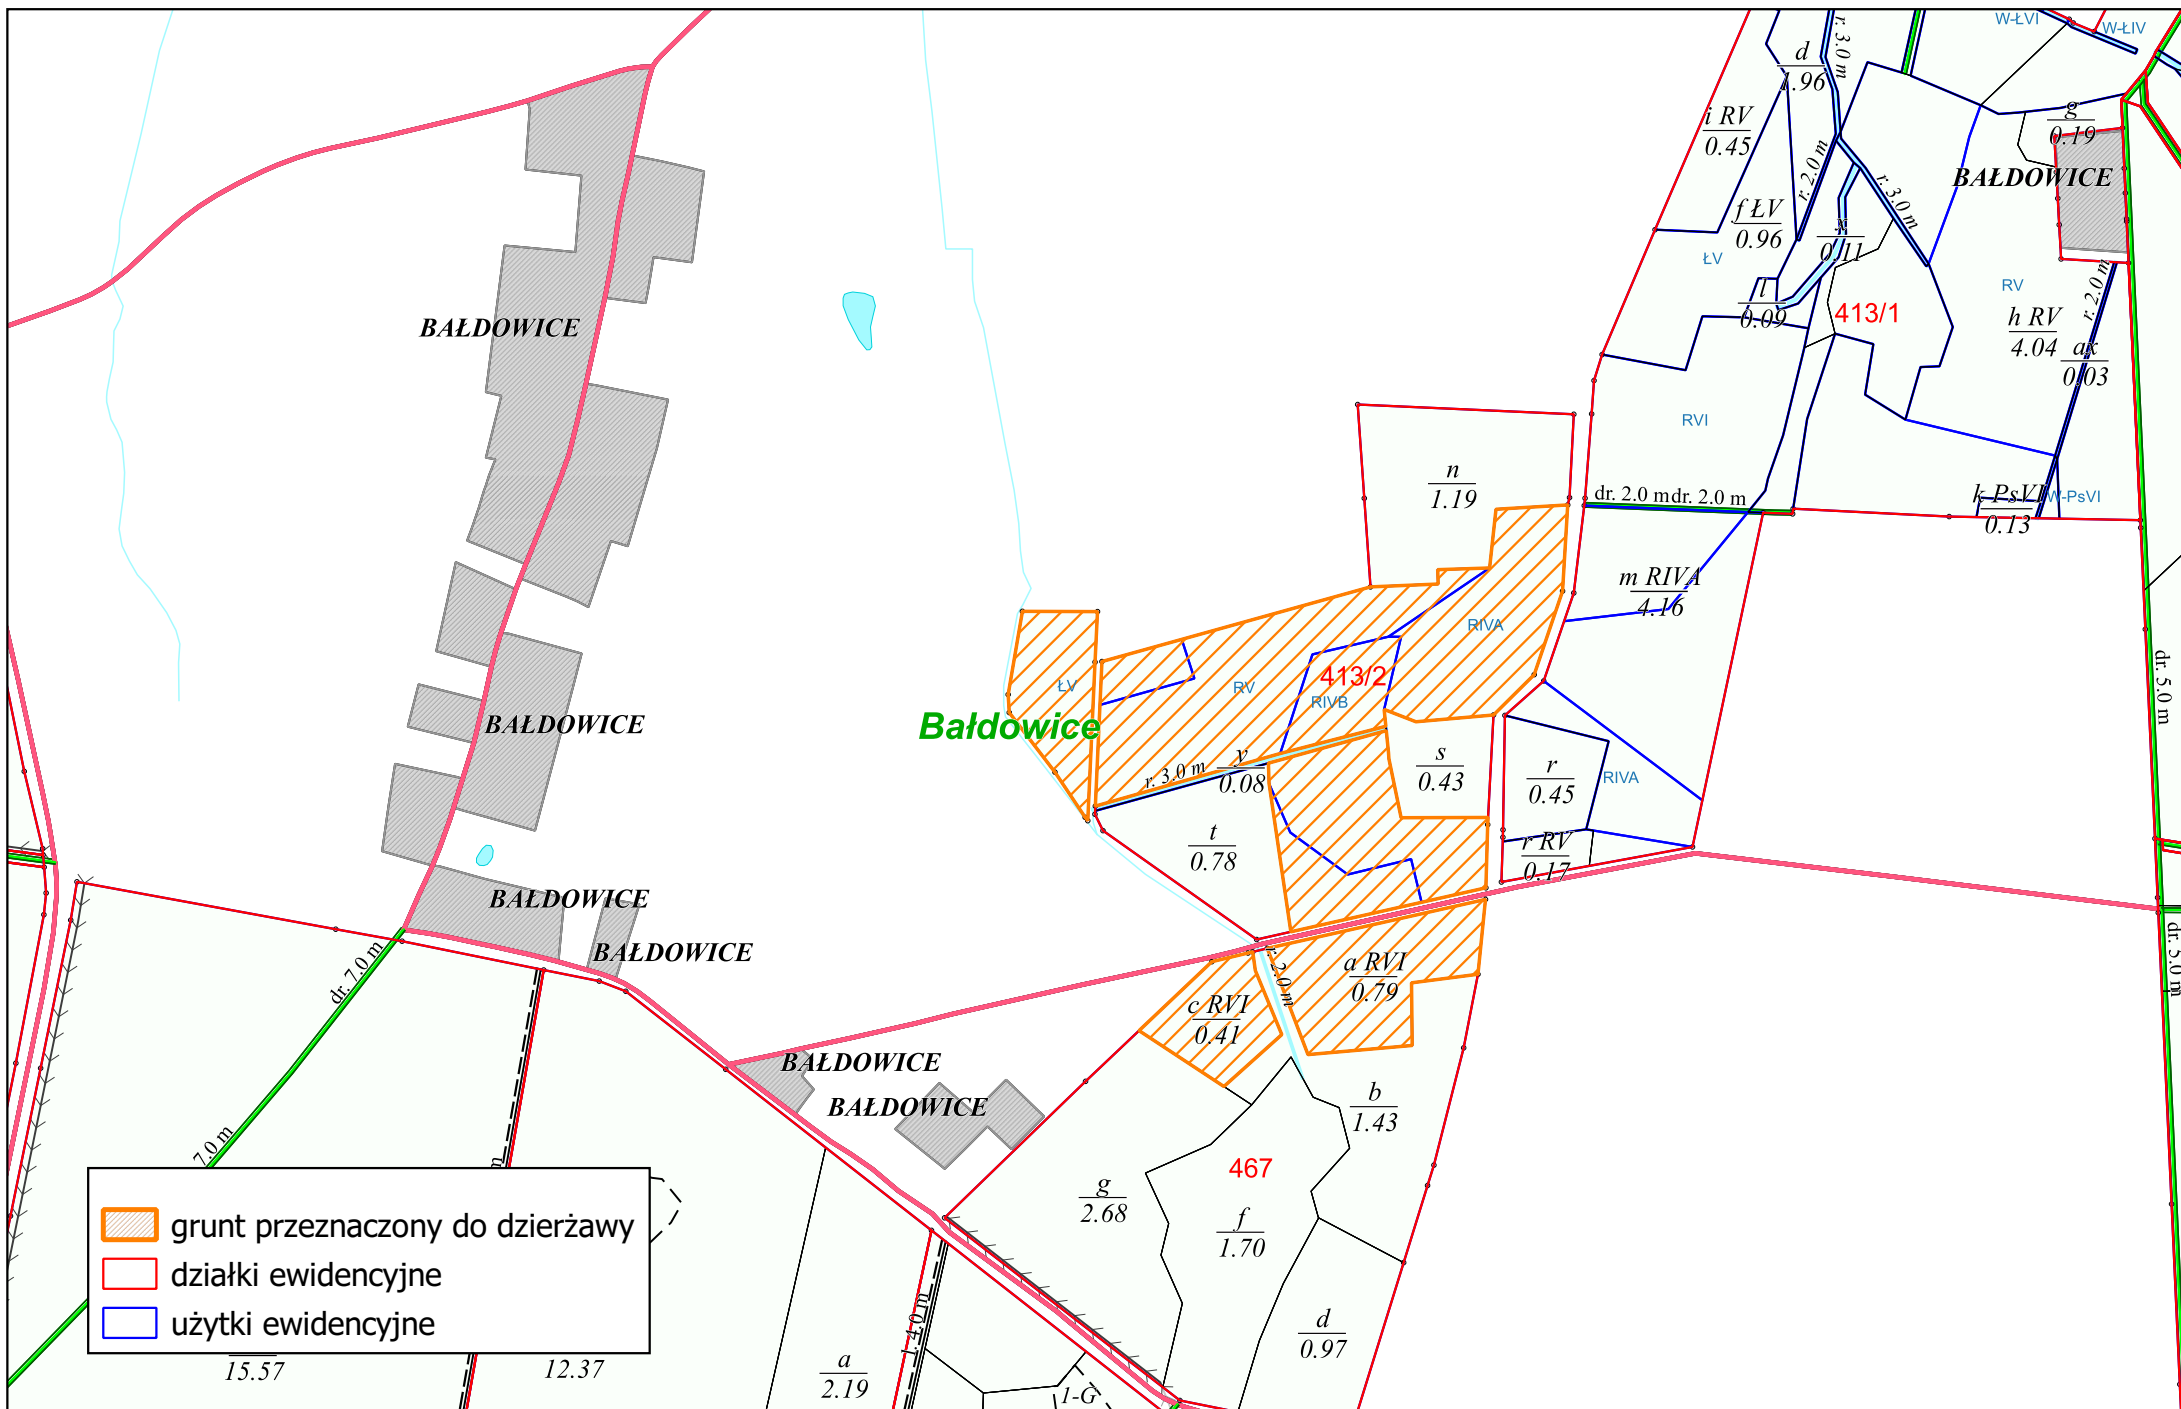 W-ŁVI
W-ŁIV
r. 3.0 m
d
1.96
i RV
0.45
g
0.19
BAŁDOWICE
r. 2.0 m
r. 3.0 m
f ŁV
0.96
x
0.11
ŁV
l
0.09
413/1
RV
h RV
4.04
r. 2.0 m
ax
0.03
BAŁDOWICE
RVI
n
1.19
dr. 2.0 m
dr. 2.0 m
k PsVI
0.13
W-PsVI
m RIVA
4.16
RIVA
413/2
ŁV
RV
RIVB
dr. 5.0 m
BAŁDOWICE
Bałdowice
r. 3.0 m
y
0.08
s
0.43
r
0.45
RIVA
t
0.78
r RV
0.17
BAŁDOWICE
BAŁDOWICE
dr. 7.0 m
r. 2.0 m
a RVI
0.79
dr. 5.0 m
c RVI
0.41
BAŁDOWICE
BAŁDOWICE
b
1.43
7.0 m
m
467
g
2.68
f
1.70
grunt przeznaczony do dzierżawy
działki ewidencyjne
użytki ewidencyjne
l. 4.0 m
d
0.97
15.57
12.37
a
2.19
1-G